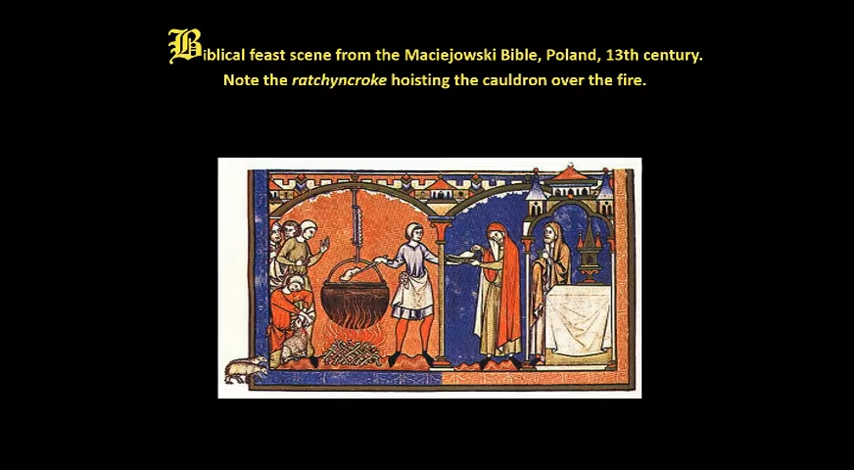 Biblical feast scene from the Maciejowski Bible, Poland, 13th century.
Note the ratchyncroke hoisting the cauldron over the fire.